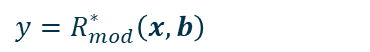 y = R*mod(x, b)